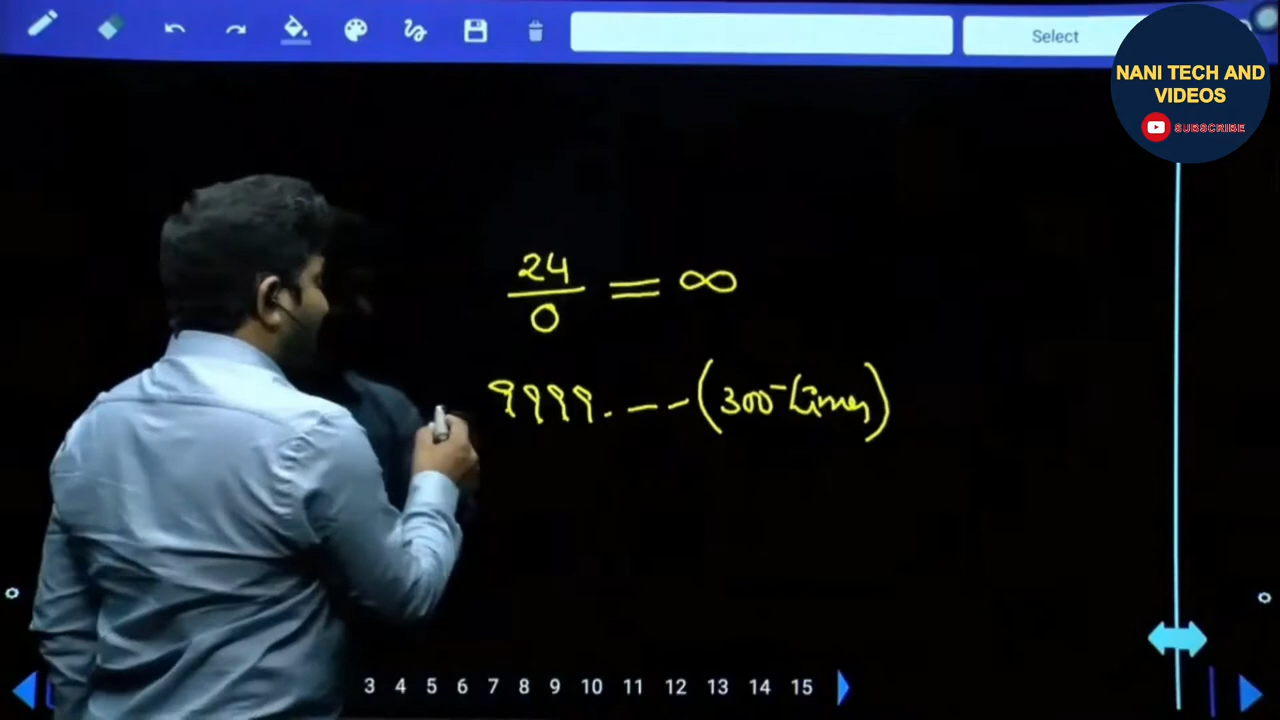 Select
NANI TECH AND
VIDEOS
SUBSCRIBE
24
0
= ∞
9999.--(300-times)
3 4 5 6 7 8 9 10 11 12 13 14 15